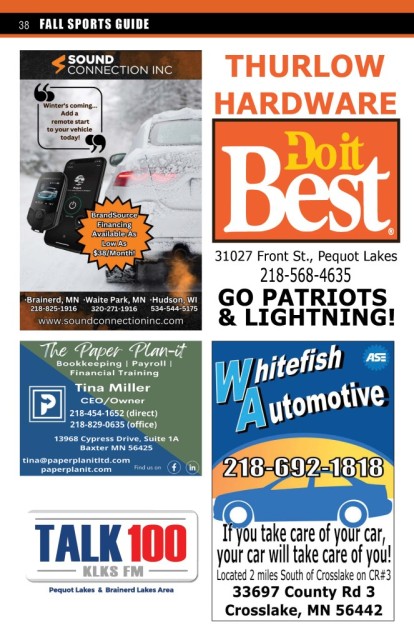 38 FALL SPORTS GUIDE
SOUND
CONNECTION INC
Winter's coming...
Add a
remote start
to your vehicle
today!
BrandSource
Financing
Available As
Low As
$38/Month!
·Brainerd, MN ·Waite Park, MN ·Hudson, WI
218-825-1916 320-271-1916 534-544-5175
www.soundconnectioninc.com
THURLOW
HARDWARE
Do it
Best®
31027 Front St., Pequot Lakes
218-568-4635
GO PATRIOTS
& LIGHTNING!
The Paper Plan-it
Bookkeeping | Payroll |
Financial Training
P
Tina Miller
CEO/Owner
218-454-1652 (direct)
218-829-0635 (office)
13968 Cypress Drive, Suite 1A
Baxter MN 56425
tina@paperplanitltd.com
paperplanit.com
Find us on f in
TALK 100
KLKS FM
Pequot Lakes & Brainerd Lakes Area
Whitefish
Automotive
ASE
218-692-1818
If you take care of your car,
your car will take care of you!
Located 2 miles South of Crosslake on CR#3
33697 County Rd 3
Crosslake, MN 56442